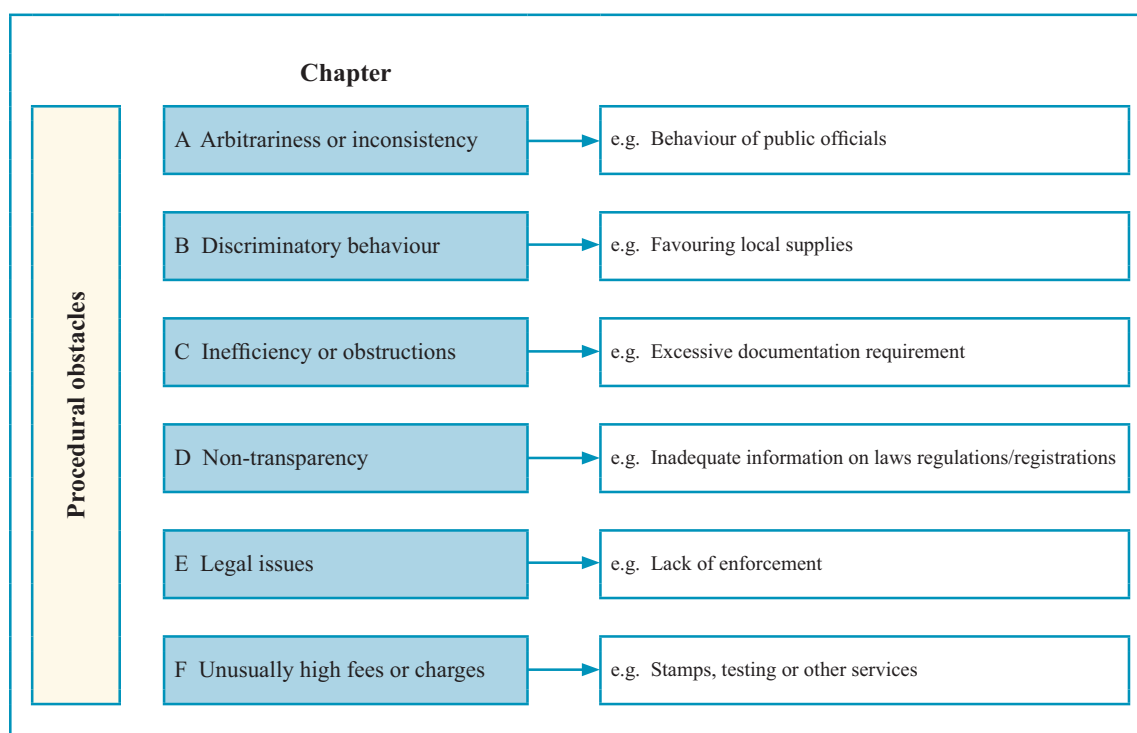 Chapter
Procedural obstacles
A Arbitrariness or inconsistency
e.g. Behaviour of public officials
B Discriminatory behaviour
e.g. Favouring local supplies
C Inefficiency or obstructions
e.g. Excessive documentation requirement
D Non-transparency
e.g. Inadequate information on laws regulations/registrations
E Legal issues
e.g. Lack of enforcement
F Unusually high fees or charges
e.g. Stamps, testing or other services